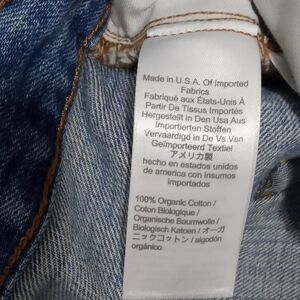 Made in U.S.A. Of Imported
Fabrics
Fabriqué aux États-Unis À
Partir De Tissus Importés
Hergestellt in Den Usa Aus
Importierten Stoffen
Vervaardigd in De Vs Van
Geïmporteerd Textiel
アメリカ製
hecho en estados unidos
de america con insumos
importados
100% Organic Cotton /
Coton Biologique /
Organische Baumwolle /
Biologisch Katoen / オーガ
ニックコットン / algodón
orgánico